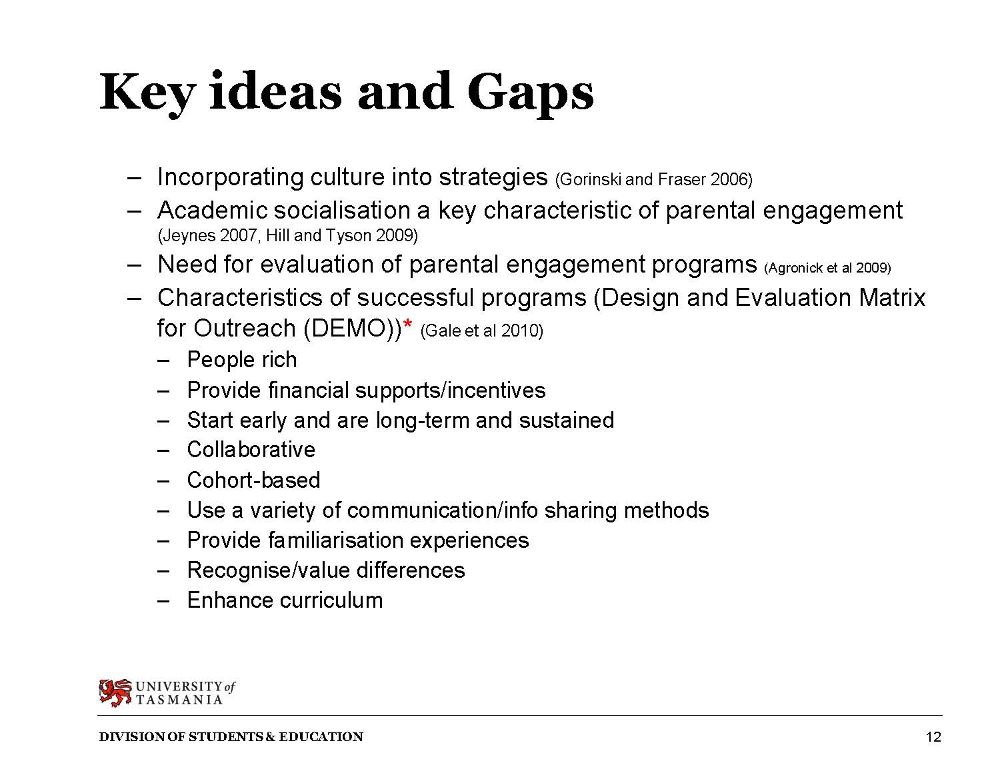 Key ideas and Gaps
– Incorporating culture into strategies (Gorinski and Fraser 2006)
– Academic socialisation a key characteristic of parental engagement
(Jeynes 2007, Hill and Tyson 2009)
– Need for evaluation of parental engagement programs (Agronick et al 2009)
– Characteristics of successful programs (Design and Evaluation Matrix
for Outreach (DEMO))* (Gale et al 2010)
– People rich
– Provide financial supports/incentives
– Start early and are long-term and sustained
– Collaborative
– Cohort-based
– Use a variety of communication/info sharing methods
– Provide familiarisation experiences
– Recognise/value differences
– Enhance curriculum
UNIVERSITY of
TASMANIA
DIVISION OF STUDENTS & EDUCATION 12